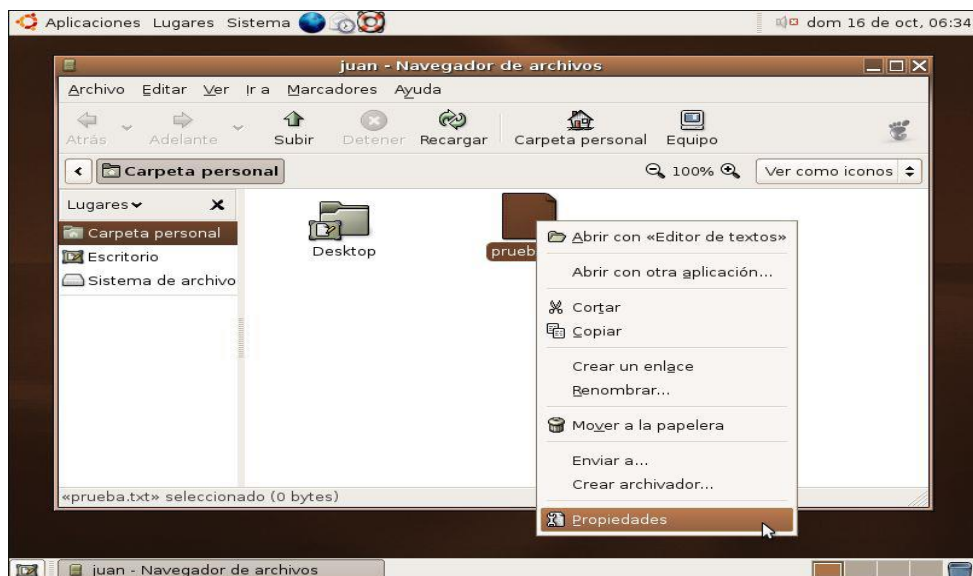 Aplicaciones Lugares Sistema dom 16 de oct, 06:34
juan - Navegador de archivos
Archivo Editar Ver Ir a Marcadores Ayuda
Atrás Adelante Subir Detener Recargar Carpeta personal Equipo
Carpeta personal 100% Ver como iconos
Lugares
Carpeta personal
Escritorio
Sistema de archivo
Desktop
prueb
Abrir con «Editor de textos»
Abrir con otra aplicación...
Cortar
Copiar
Crear un enlace
Renombrar...
Mover a la papelera
Enviar a...
Crear archivador...
Propiedades
«prueba.txt» seleccionado (0 bytes)
juan - Navegador de archivos